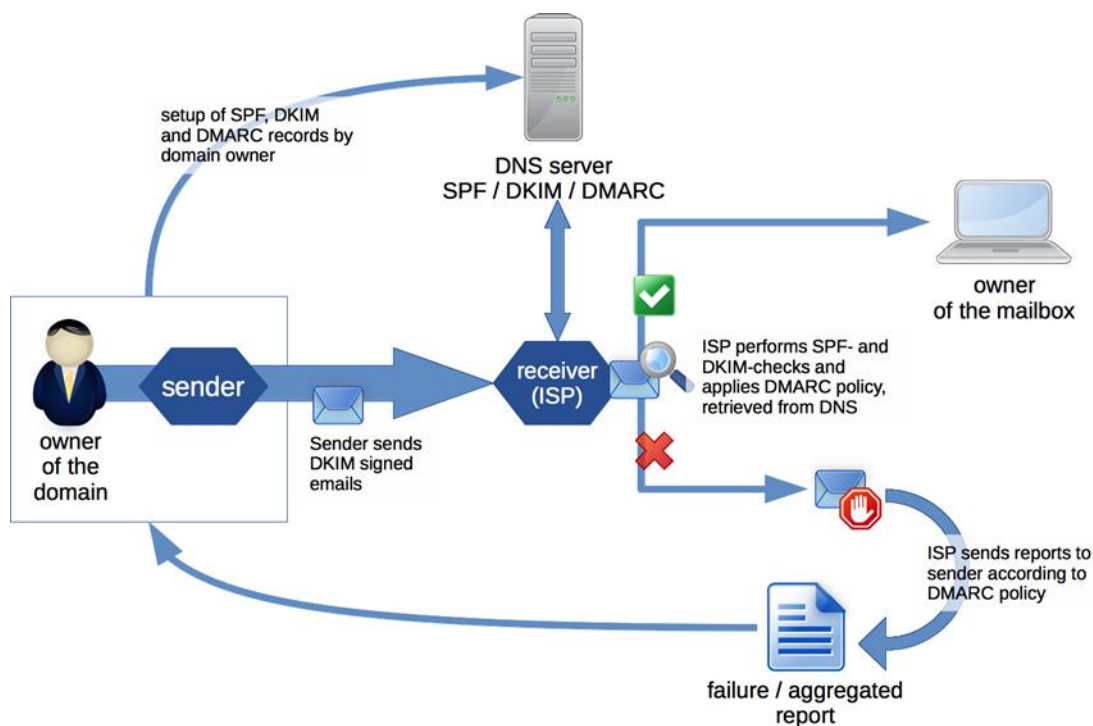 setup of SPF, DKIM
and DMARC records by
domain owner
DNS server
SPF / DKIM / DMARC
owner
of the mailbox
sender
receiver
(ISP)
ISP performs SPF- and
DKIM-checks and
applies DMARC policy,
retrieved from DNS
owner
of the
domain
Sender sends
DKIM signed
emails
ISP sends reports to
sender according to
DMARC policy
failure / aggregated
report